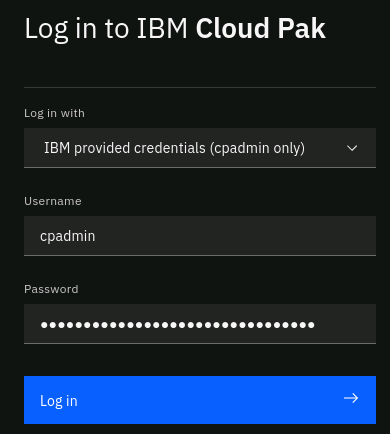 Log in to IBM Cloud Pak
Log in with
IBM provided credentials (cpadmin only)
Username
cpadmin
Password
••••••••••••••••••••••••••••••••
Log in